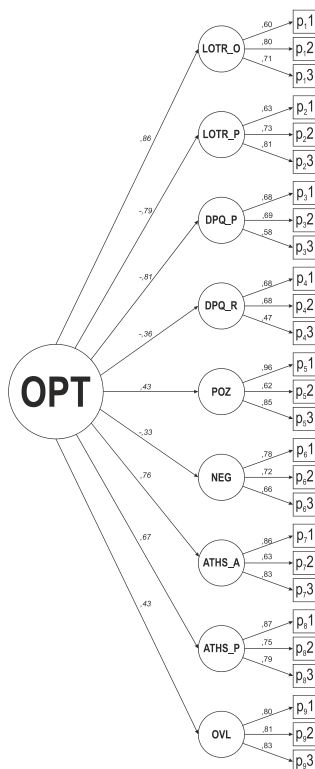 ,60 p₁1
LOTR_O ,80 p₁2
,71 p₁3
,86
,63 p₂1
LOTR_P ,73 p₂2
,81 p₂3
-,79
,68 p₃1
DPQ_P ,69 p₃2
,58 p₃3
-,81
,68 p₄1
DPQ_R ,68 p₄2
,47 p₄3
-,36
,96 p₅1
OPT ,43 POZ ,62 p₅2
,85 p₅3
-,33
,78 p₆1
NEG ,72 p₆2
,66 p₆3
,76
,86 p₇1
ATHS_A ,63 p₇2
,83 p₇3
,67
,87 p₈1
ATHS_P ,75 p₈2
,79 p₈3
,43
,80 p₉1
OVL ,81 p₉2
,83 p₉3